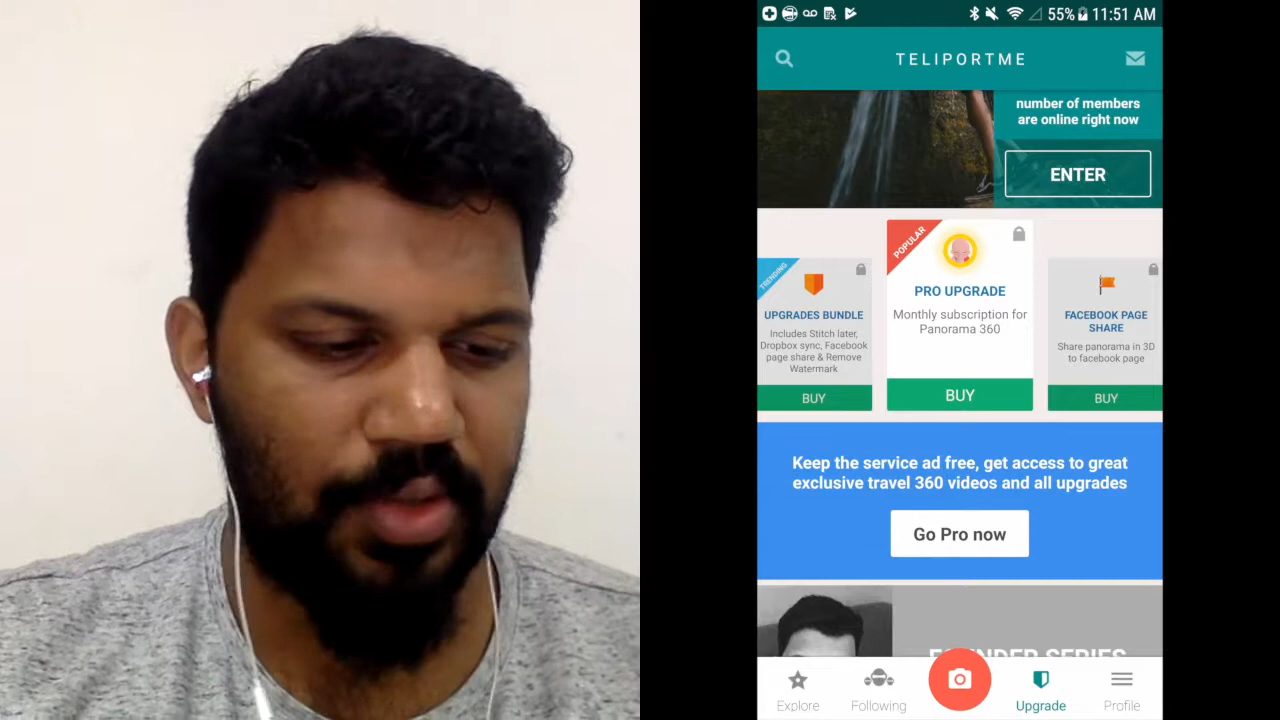 55% 11:51 AM
TELIPORTME
number of members
are online right now
ENTER
TRENDING
UPGRADES BUNDLE
Includes Stitch later,
Dropbox sync, Facebook
page share & Remove
Watermark
BUY
POPULAR
PRO UPGRADE
Monthly subscription for
Panorama 360
BUY
FACEBOOK PAGE
SHARE
Share panorama in 3D
to facebook page
BUY
Keep the service ad free, get access to great
exclusive travel 360 videos and all upgrades
Go Pro now
FOUNDER SERIES
Explore
Following
Upgrade
Profile